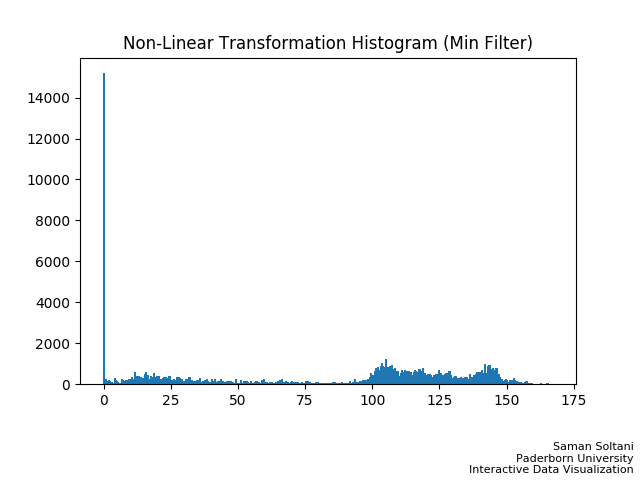 Non-Linear Transformation Histogram (Min Filter)
14000
12000
10000
8000
6000
4000
2000
0
0 25 50 75 100 125 150 175
Saman Soltani
Paderborn University
Interactive Data Visualization